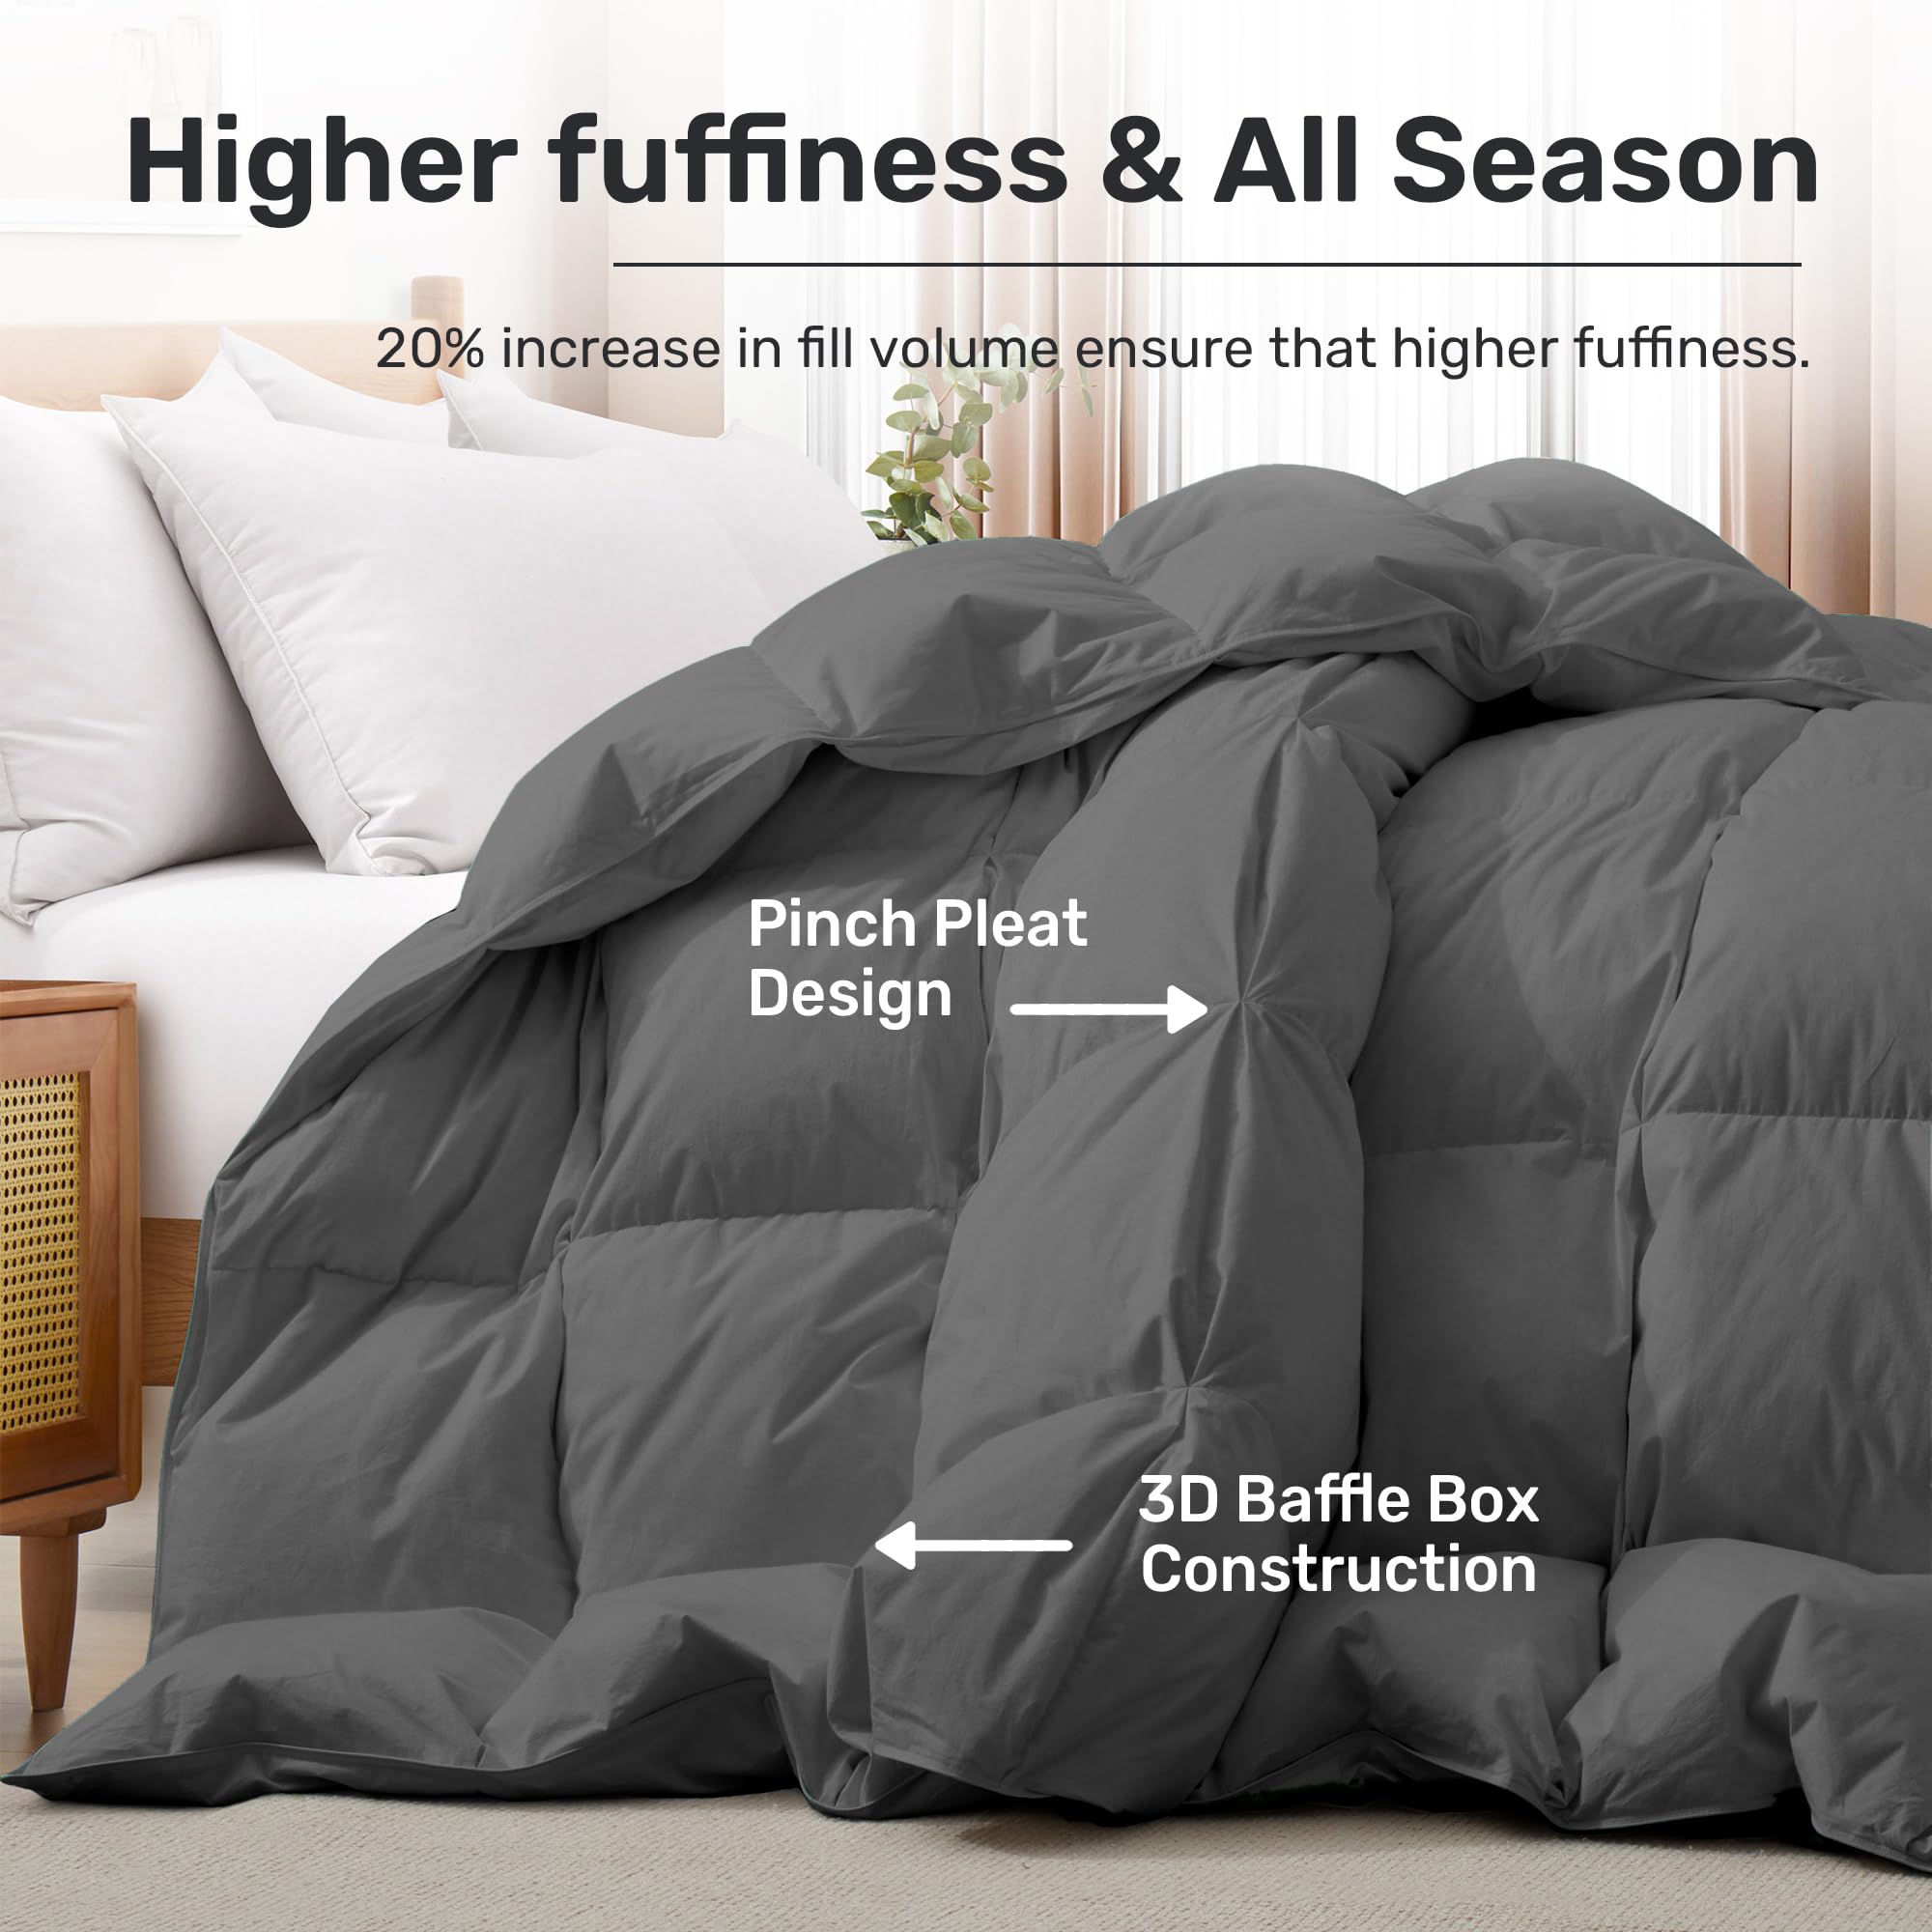 Higher fuffiness & All Season
20% increase in fill volume ensure that higher fuffiness.
Pinch Pleat
Design
3D Baffle Box
Construction